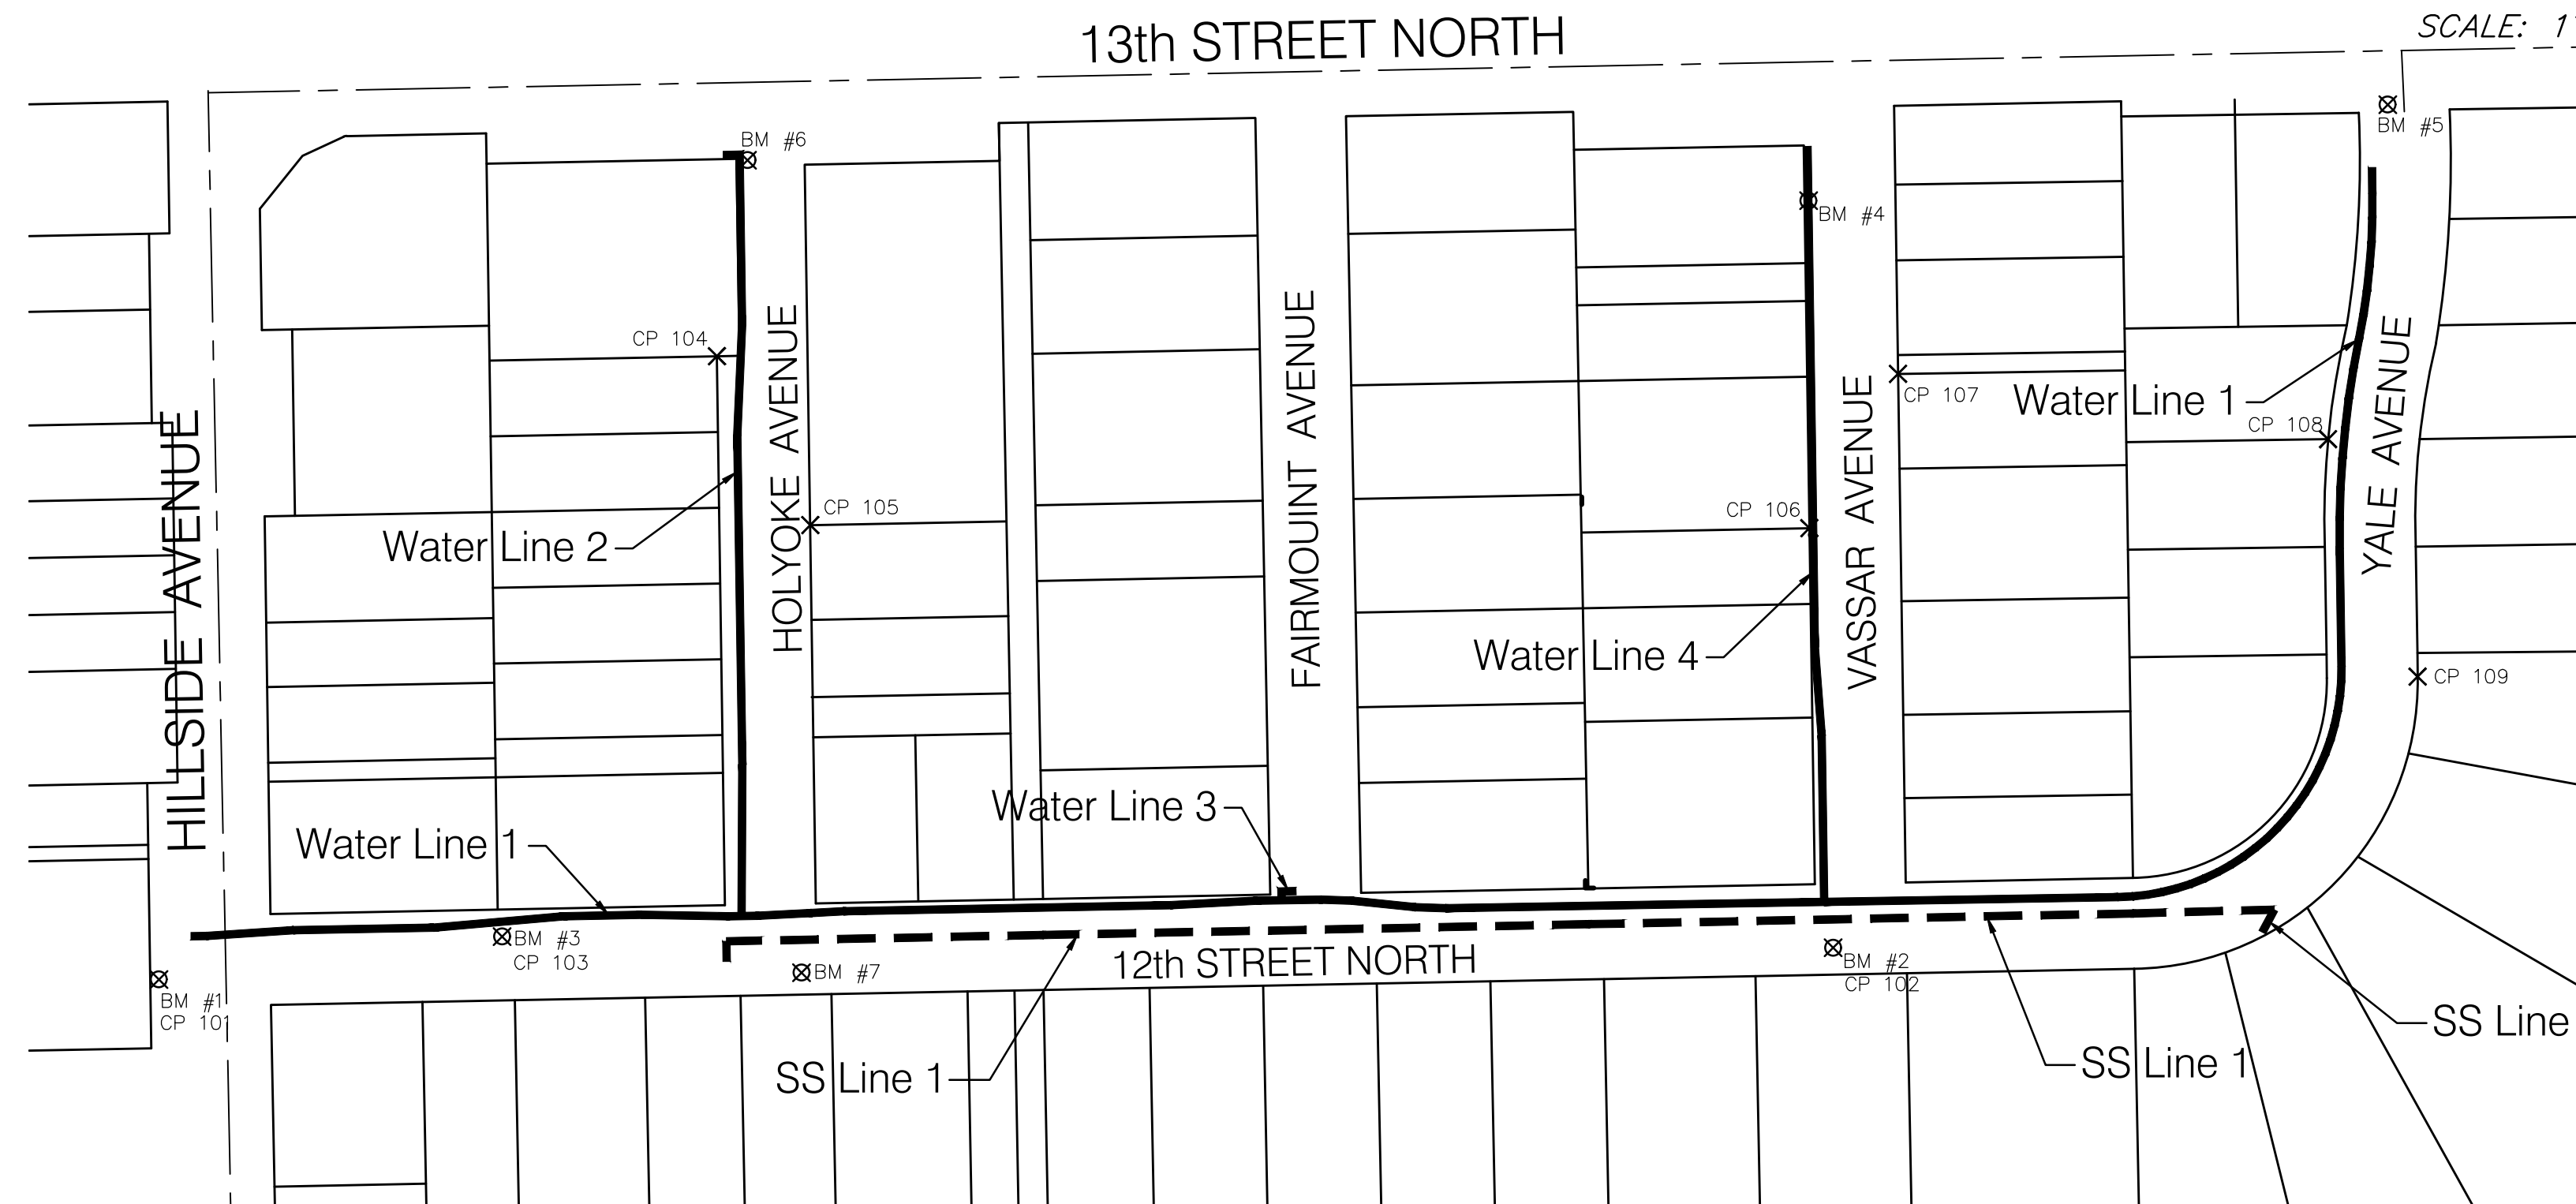 13th STREET NORTH
SCALE: 1
BM #6
BM #5
BM #4
CP 104
HILLSIDE AVENUE
HOLYOKE AVENUE
FAIRMOUINT AVENUE
VASSAR AVENUE
YALE AVENUE
CP 107
Water Line 1
CP 108
CP 105
CP 106
Water Line 2
Water Line 4
CP 109
Water Line 3
Water Line 1
BM #3
CP 103
BM #7
12th STREET NORTH
BM #2
CP 102
BM #1
CP 101
SS Line
SS Line 1
SS Line 1